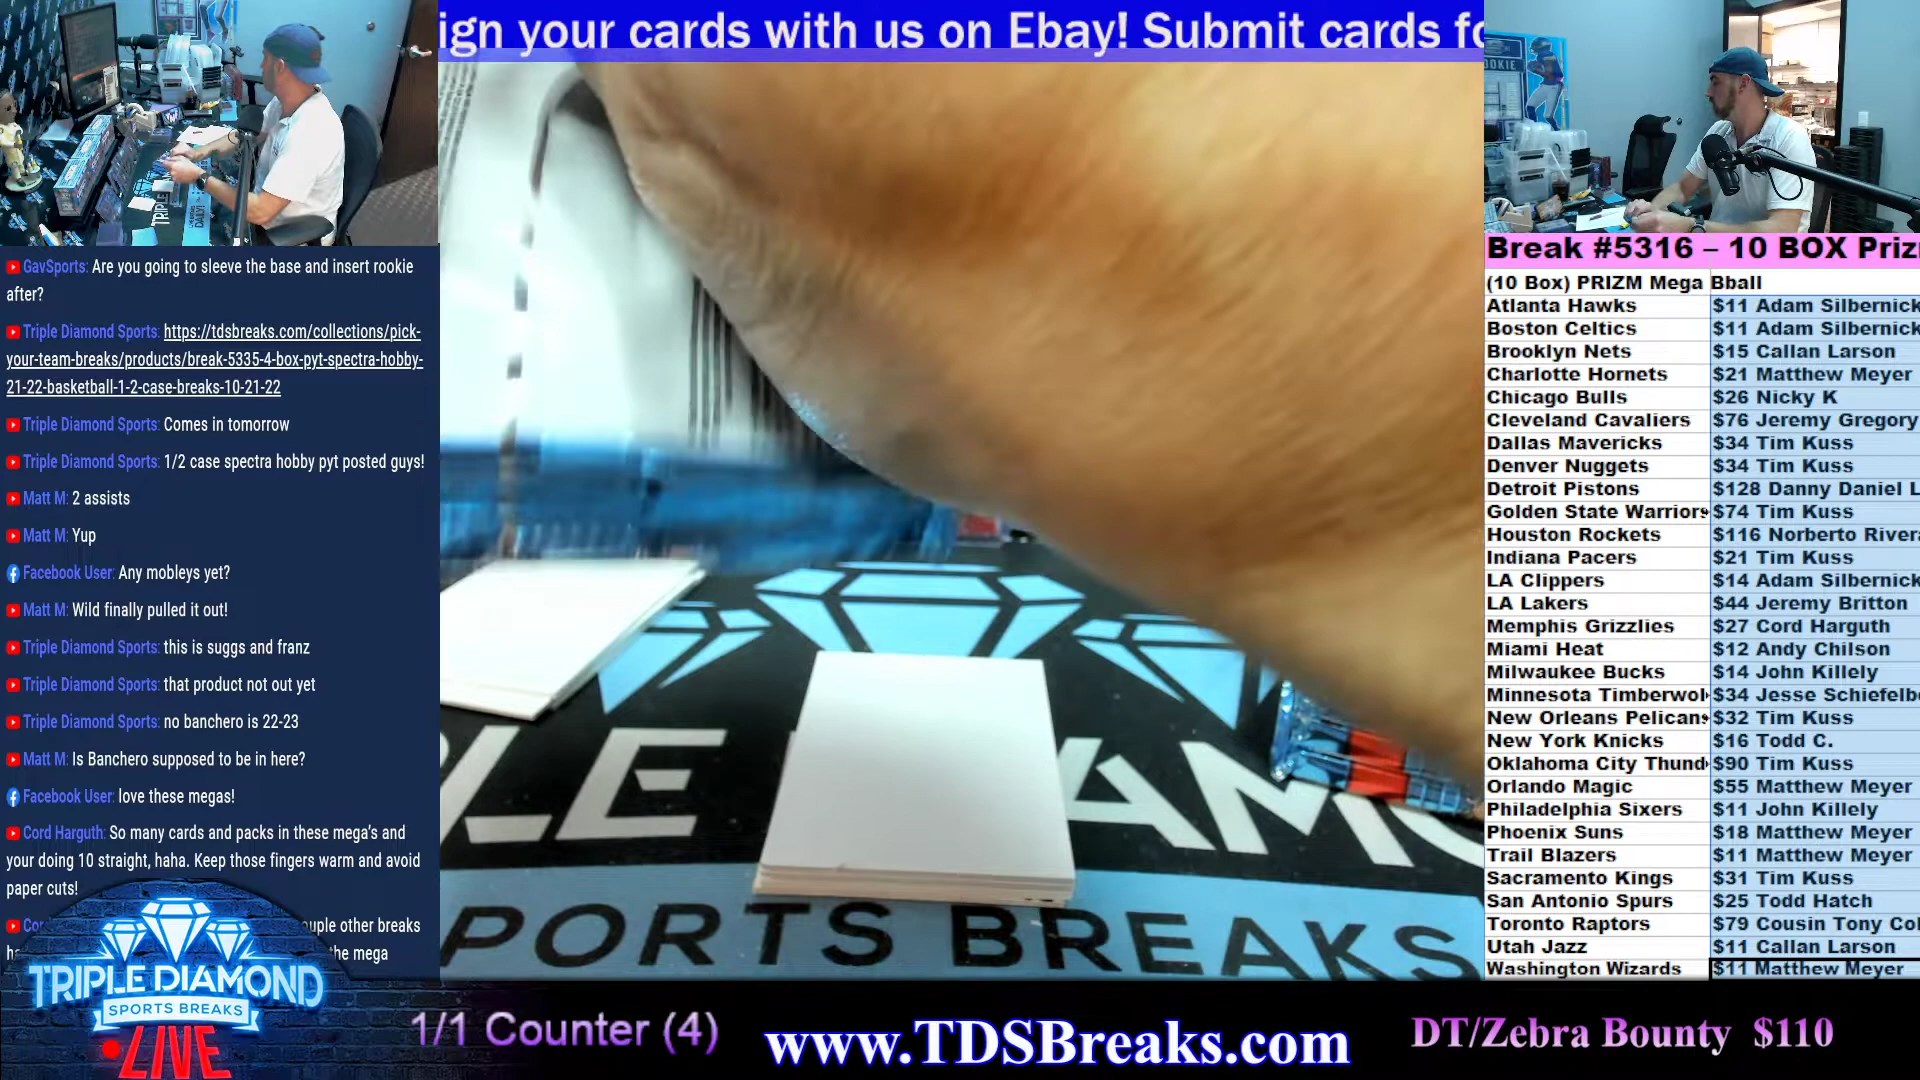 ign your cards with us on Ebay! Submit cards fo
GavSports: Are you going to sleeve the base and insert rookie
after?
Triple Diamond Sports: https://tdsbreaks.com/collections/pick-
your-team-breaks/products/break-5335-4-box-pyt-spectra-hobby-
21-22-basketball-1-2-case-breaks-10-21-22
Triple Diamond Sports: Comes in tomorrow
Triple Diamond Sports: 1/2 case spectra hobby pyt posted guys!
Matt M: 2 assists
Matt M: Yup
Facebook User: Any mobleys yet?
Matt M: Wild finally pulled it out!
Triple Diamond Sports: this is suggs and franz
Triple Diamond Sports: that product not out yet
Triple Diamond Sports: no banchero is 22-23
Matt M: Is Banchero supposed to be in here?
Facebook User: love these megas!
Cord Harguth: So many cards and packs in these mega's and
your doing 10 straight, haha. Keep those fingers warm and avoid
paper cuts!
Cor uple other breaks
ha the mega
TRIPLE DIAMOND
SPORTS BREAKS
LIVE
PLE DIAMO
PORTS BREAKS
OOKIE
Break #5316 – 10 BOX Priz
(10 Box) PRIZM Mega Bball
Atlanta Hawks $11 Adam Silbernick
Boston Celtics $11 Adam Silbernick
Brooklyn Nets $15 Callan Larson
Charlotte Hornets $21 Matthew Meyer
Chicago Bulls $26 Nicky K
Cleveland Cavaliers $76 Jeremy Gregory
Dallas Mavericks $34 Tim Kuss
Denver Nuggets $34 Tim Kuss
Detroit Pistons $128 Danny Daniel L
Golden State Warriors $74 Tim Kuss
Houston Rockets $116 Norberto Rivera
Indiana Pacers $21 Tim Kuss
LA Clippers $14 Adam Silbernick
LA Lakers $44 Jeremy Britton
Memphis Grizzlies $27 Cord Harguth
Miami Heat $12 Andy Chilson
Milwaukee Bucks $14 John Killely
Minnesota Timberwol $34 Jesse Schiefelbe
New Orleans Pelicans $32 Tim Kuss
New York Knicks $16 Todd C.
Oklahoma City Thund $90 Tim Kuss
Orlando Magic $55 Matthew Meyer
Philadelphia Sixers $11 John Killely
Phoenix Suns $18 Matthew Meyer
Trail Blazers $11 Matthew Meyer
Sacramento Kings $31 Tim Kuss
San Antonio Spurs $25 Todd Hatch
Toronto Raptors $79 Cousin Tony Col
Utah Jazz $11 Callan Larson
Washington Wizards $11 Matthew Meyer
1/1 Counter (4)
www.TDSBreaks.com
DT/Zebra Bounty $110